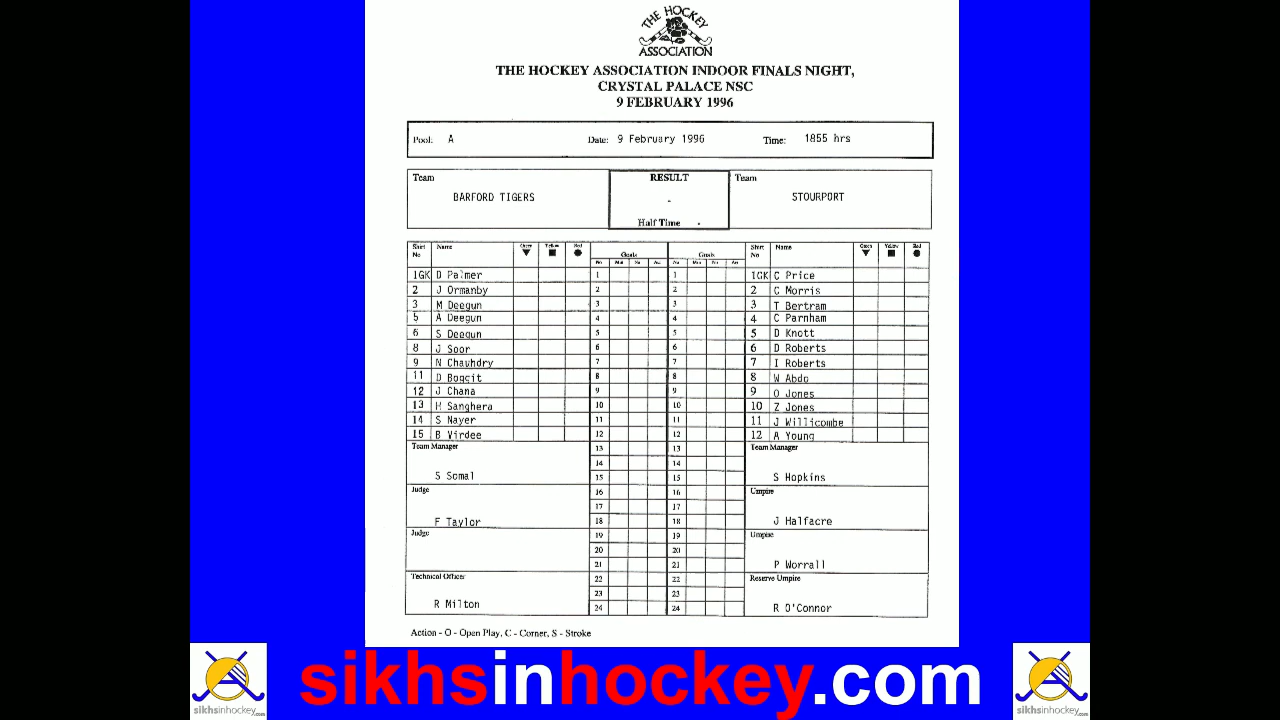 THE HOCKEY
ASSOCIATION
THE HOCKEY ASSOCIATION INDOOR FINALS NIGHT,
CRYSTAL PALACE NSC
9 FEBRUARY 1996
Pool: A Date: 9 February 1996 Time: 1855 hrs
Team RESULT Team
BARFORD TIGERS - STOURPORT
Half Time -
Shirt No Name Green Yellow Red Goals Goals Shirt No Name Green Yellow Red
No Min No
1GK D Palmer 1 1 1GK C Price
2 J Ormanby 2 2 2 C Morris
3 M Deegun 3 3 3 T Bertram
5 A Deegun 4 4 4 C Parnham
6 S Deegun 5 5 5 D Knott
8 J Soor 6 6 6 D Roberts
9 N Chauhdry 7 7 7 I Roberts
11 D Bogcit 8 8 8 W Abdo
12 J Chana 9 9 9 O Jones
13 H Sanghera 10 10 10 Z Jones
14 S Nayer 11 11 11 J Willicombe
15 B Virdee 12 12 12 A Young
Team Manager 13 13 Team Manager
14 14
S Somal 15 15 S Hopkins
Judge 16 16 Umpire
17 17
F Taylor 18 18 J Halfacre
Judge 19 19 Umpire
20 20
21 21 P Worrall
Technical Officer 22 22 Reserve Umpire
23 23
R Milton 24 24 R O'Connor
Action - O - Open Play, C - Corner, S - Stroke
sikhsinhockey.com sikhsinhockey.com sikhsinhockey.com